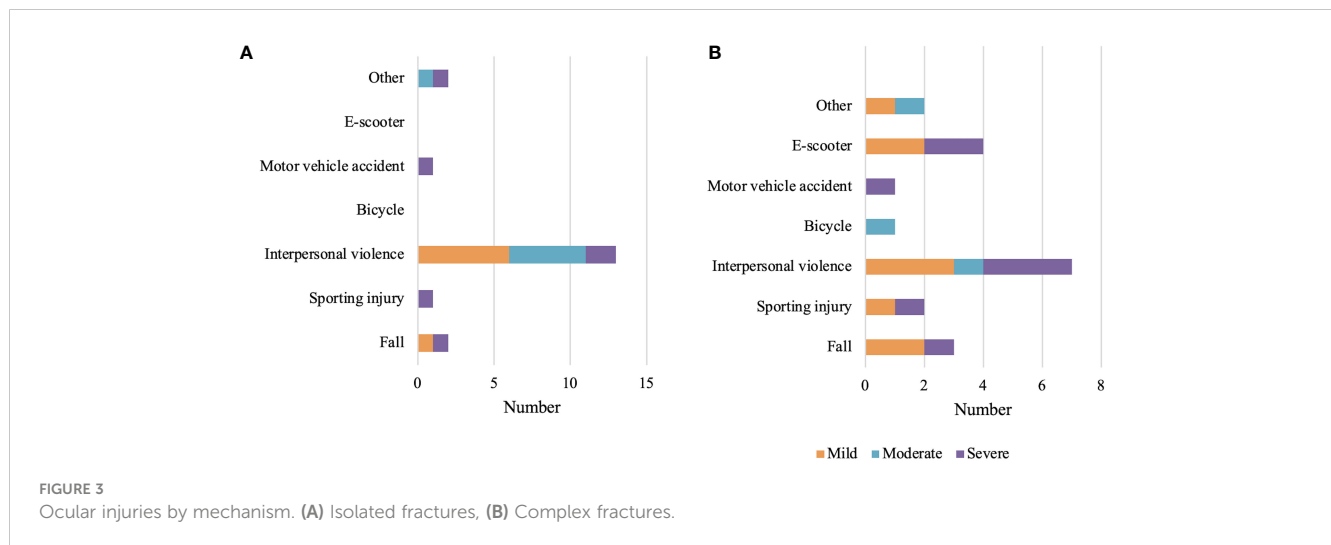 A
Other
E-scooter
Motor vehicle accident
Bicycle
Interpersonal violence
Sporting injury
Fall
0 5 10 15
Number
B
Other
E-scooter
Motor vehicle accident
Bicycle
Interpersonal violence
Sporting injury
Fall
0 2 4 6 8
Number
Mild Moderate Severe
FIGURE 3
Ocular injuries by mechanism. (A) Isolated fractures, (B) Complex fractures.